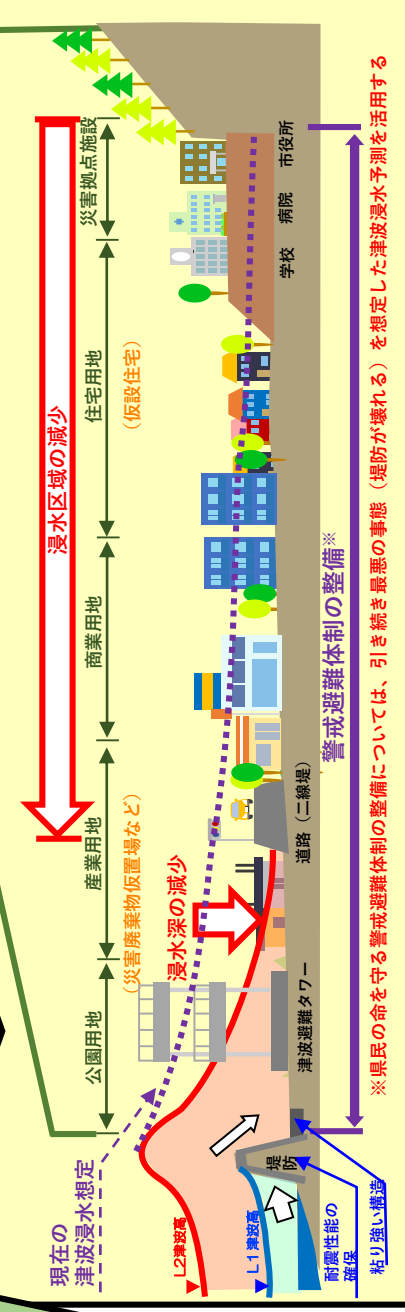 浸水区域の減少
公園用地
産業用地
商業用地
住宅用地
災害拠点施設
（災害廃棄物仮置場など）
（仮設住宅）
現在の
津波浸水想定
浸水深の減少
L2津波高
L1津波高
堤
防
津波避難タワー
道路（二線堤）
学校
病院
市役所
耐震性能の
確保
粘り強い構造
警戒避難体制の整備※
※県民の命を守る警戒避難体制の整備については、引き続き最悪の事態（堤防が壊れる）を想定した津波浸水予測を活用する